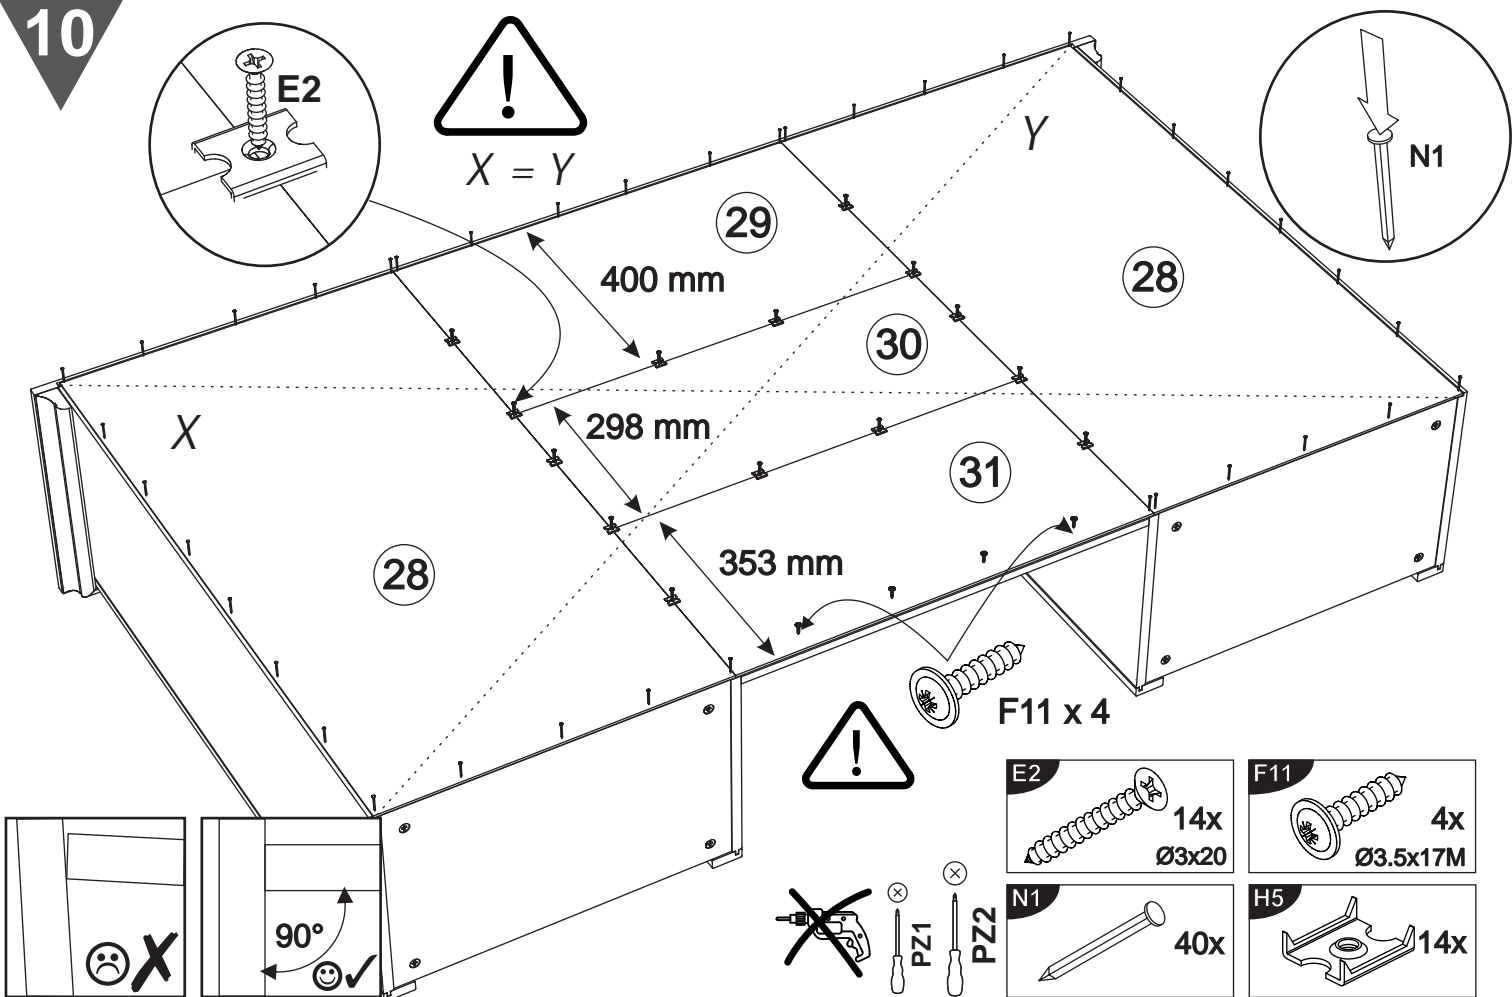 10
E2
!
X = Y
Y
N1
29
400 mm
28
30
X
298 mm
31
28
353 mm
F11 x 4
!
E2
14x
Ø3x20
F11
4x
Ø3.5x17M
90°
PZ1
PZ2
N1
40x
H5
14x